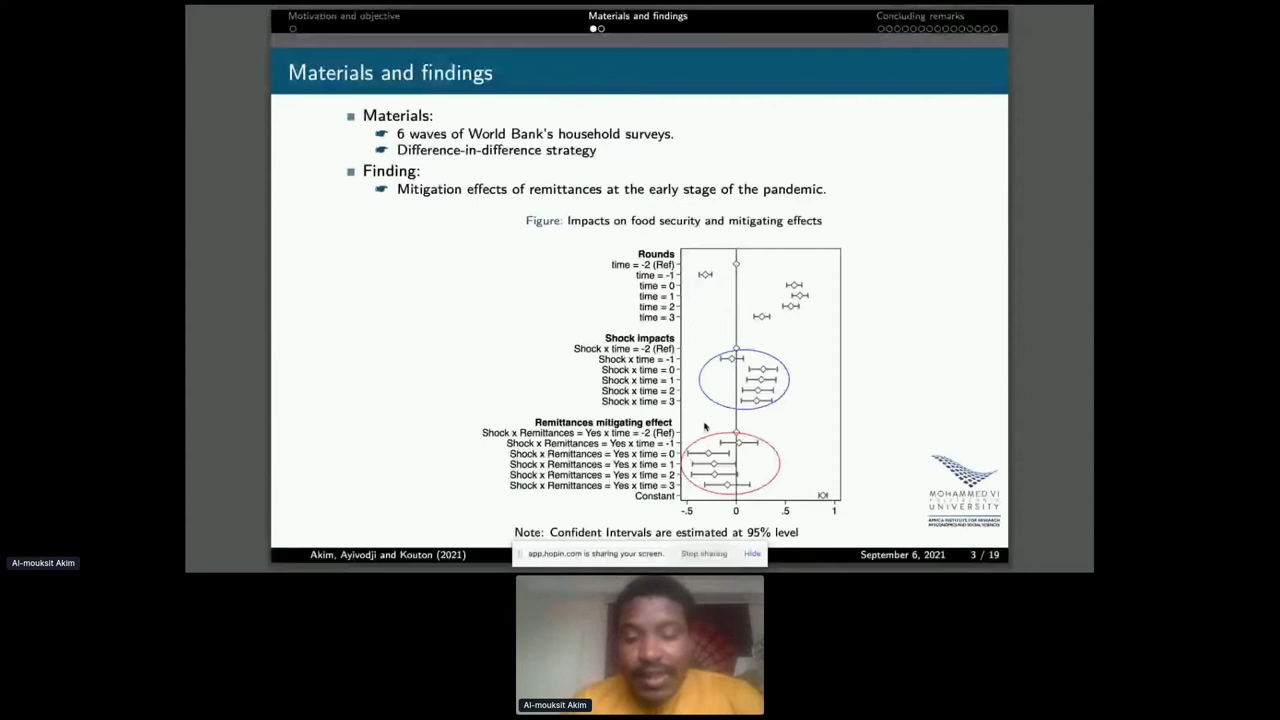 Motivation and objective
Materials and findings
Concluding remarks
Materials and findings
Materials:
6 waves of World Bank's household surveys.
Difference-in-difference strategy
Finding:
Mitigation effects of remittances at the early stage of the pandemic.
Figure: Impacts on food security and mitigating effects
Rounds
time = -2 (Ref)
time = -1
time = 0
time = 1
time = 2
time = 3
Shock impacts
Shock x time = -2 (Ref)
Shock x time = -1
Shock x time = 0
Shock x time = 1
Shock x time = 2
Shock x time = 3
Remittances mitigating effect
Shock x Remittances = Yes x time = -2 (Ref)
Shock x Remittances = Yes x time = -1
Shock x Remittances = Yes x time = 0
Shock x Remittances = Yes x time = 1
Shock x Remittances = Yes x time = 2
Shock x Remittances = Yes x time = 3
Constant
-.5 0 .5 1
MOHAMMED VI
POLYTECHNIC
UNIVERSITY
Note: Confident Intervals are estimated at 95% level
Akim, Ayivodji and Kouton (2021)
app.hopin.com is sharing your screen. Stop sharing Hide
September 6, 2021 3 / 19
Al-mouksit Akim
Al-mouksit Akim